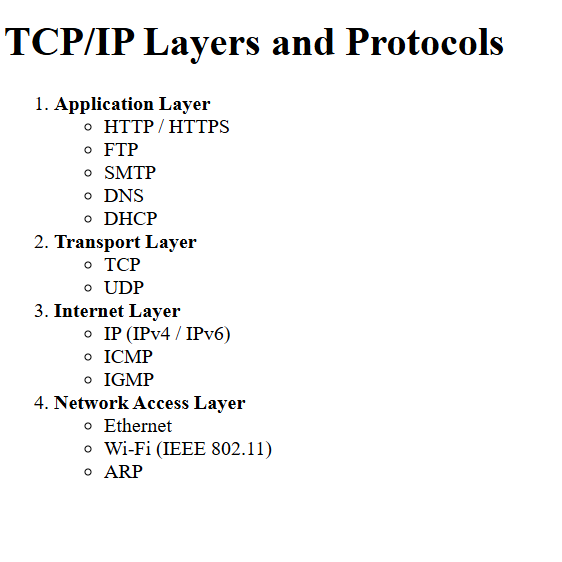 TCP/IP Layers and Protocols
1. Application Layer
○ HTTP / HTTPS
○ FTP
○ SMTP
○ DNS
○ DHCP
2. Transport Layer
○ TCP
○ UDP
3. Internet Layer
○ IP (IPv4 / IPv6)
○ ICMP
○ IGMP
4. Network Access Layer
○ Ethernet
○ Wi-Fi (IEEE 802.11)
○ ARP